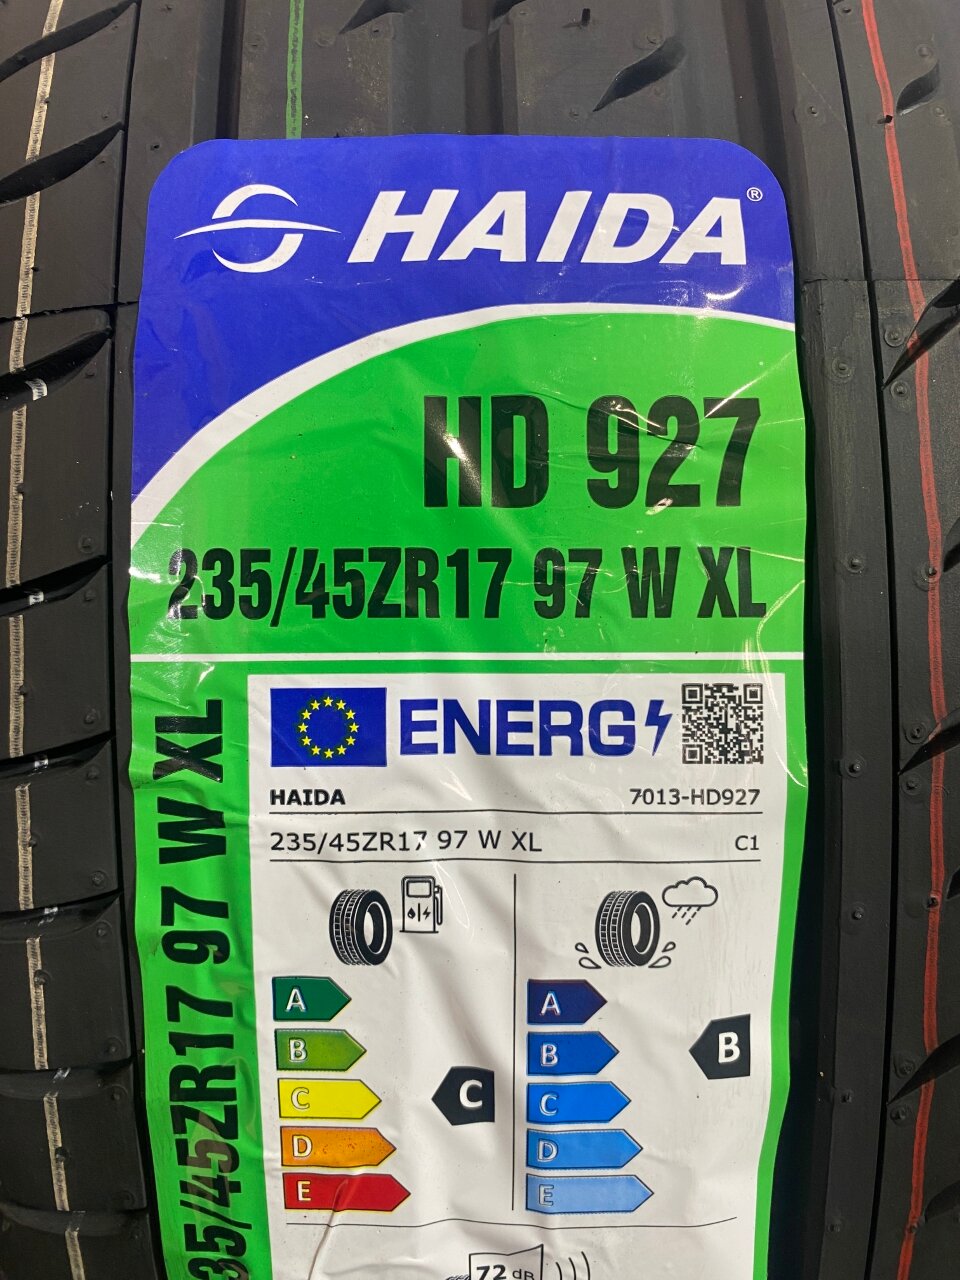 HAIDA®
HD 927
235/45ZR17 97 W XL
235/45ZR17 97 W XL
ENERG
HAIDA 7013-HD927
235/45ZR17 97 W XL C1
A A
B B B
C C C
D D
E E
72 dB